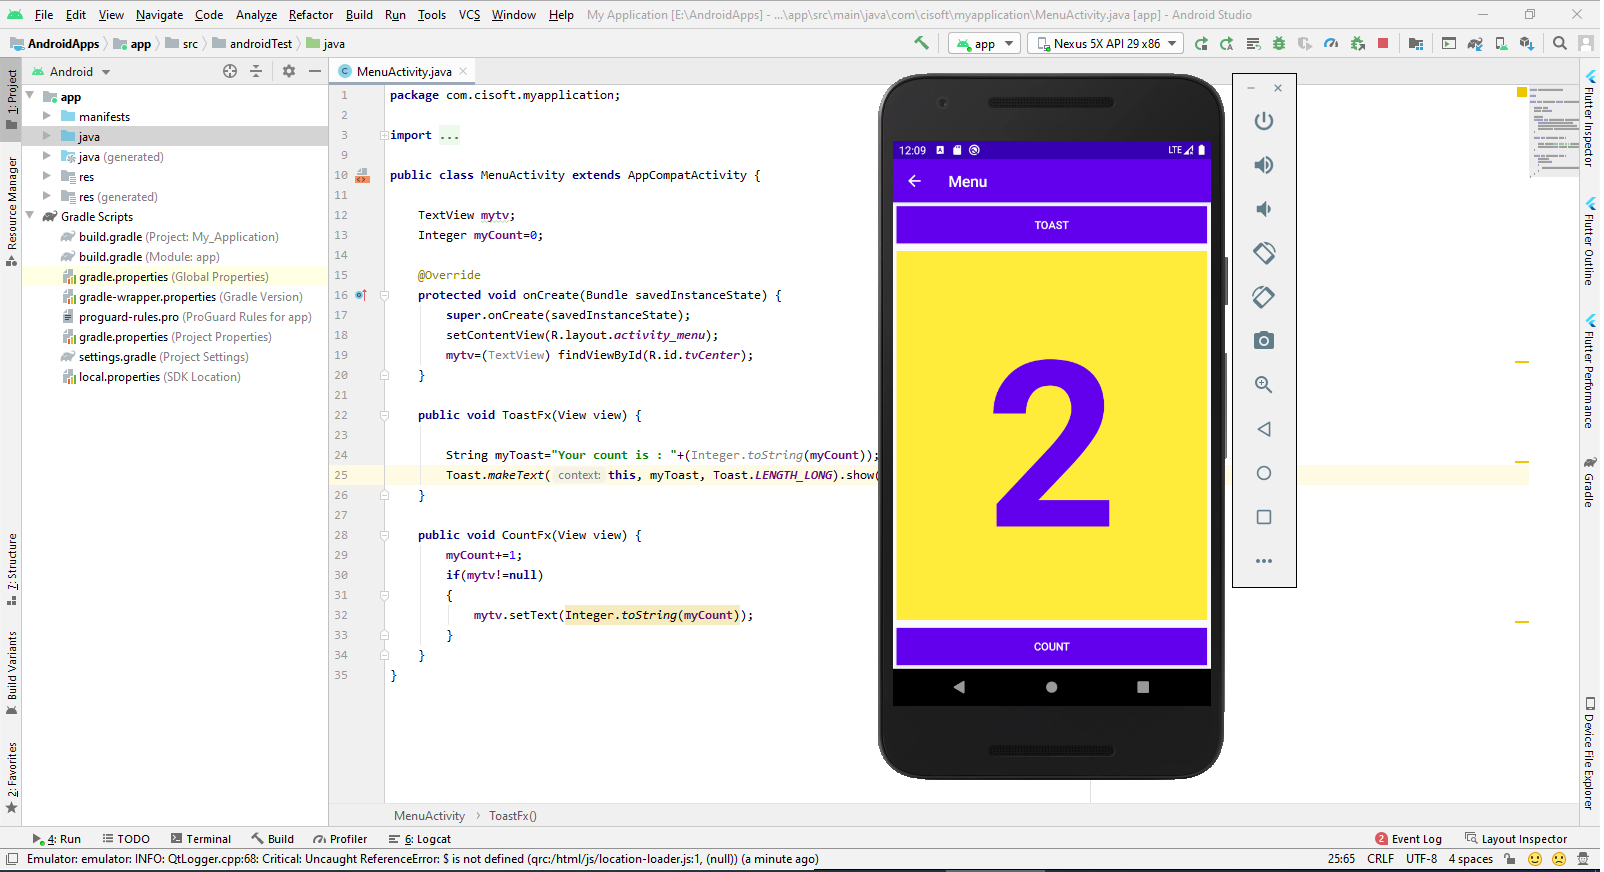 File Edit View Navigate Code Analyze Refactor Build Run Tools VCS Window Help My Application [E:\AndroidApps] - ...\app\src\main\java\com\cisoft\myapplication\MenuActivity.java [app] - Android Studio
AndroidApps app src androidTest java app Nexus 5X API 29 x86
1: Project
Resource Manager
7: Structure
Build Variants
2: Favorites
Android
app
manifests
java
java (generated)
res
res (generated)
Gradle Scripts
build.gradle (Project: My_Application)
build.gradle (Module: app)
gradle.properties (Global Properties)
gradle-wrapper.properties (Gradle Version)
proguard-rules.pro (ProGuard Rules for app)
gradle.properties (Project Properties)
settings.gradle (Project Settings)
local.properties (SDK Location)
MenuActivity.java
1 package com.cisoft.myapplication;
2
3 import ...
9
10 public class MenuActivity extends AppCompatActivity {
11
12 TextView mytv;
13 Integer myCount=0;
14
15 @Override
16 protected void onCreate(Bundle savedInstanceState) {
17 super.onCreate(savedInstanceState);
18 setContentView(R.layout.activity_menu);
19 mytv=(TextView) findViewById(R.id.tvCenter);
20 }
21
22 public void ToastFx(View view) {
23
24 String myToast="Your count is : "+(Integer.toString(myCount));
25 Toast.makeText( context: this, myToast, Toast.LENGTH_LONG).show(
26 }
27
28 public void CountFx(View view) {
29 myCount+=1;
30 if(mytv!=null)
31 {
32 mytv.setText(Integer.toString(myCount));
33 }
34 }
35 }
MenuActivity ToastFx()
12:09 LTE
Menu
TOAST
2
COUNT
Flutter Inspector
Flutter Outline
Flutter Performance
Gradle
Device File Explorer
4: Run TODO Terminal Build Profiler 6: Logcat 2 Event Log Layout Inspector
Emulator: emulator: INFO: QtLogger.cpp:68: Critical: Uncaught ReferenceError: $ is not defined (qrc:/html/js/location-loader.js:1, (null)) (a minute ago) 25:65 CRLF UTF-8 4 spaces